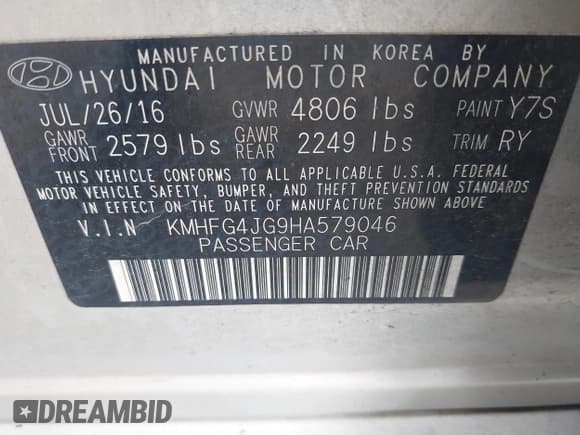 MANUFACTURED IN KOREA BY
HYUNDAI MOTOR COMPANY
JUL/26/16 GVWR 4806 lbs PAINT Y7S
GAWR FRONT 2579 lbs GAWR REAR 2249 lbs TRIM RY
THIS VEHICLE CONFORMS TO ALL APPLICABLE U.S.A. FEDERAL
MOTOR VEHICLE SAFETY, BUMPER, AND THEFT PREVENTION STANDARDS
IN EFFECT ON THE DATE OF MANUFACTURE SHOWN ABOVE
V.I.N KMHFG4JG9HA579046
PASSENGER CAR
DREAMBID